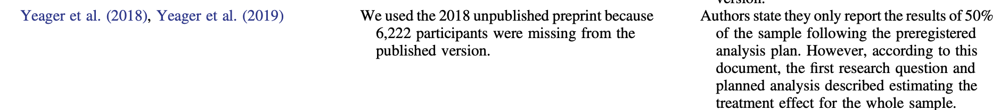 version.
Yeager et al. (2018), Yeager et al. (2019)
We used the 2018 unpublished preprint because
6,222 participants were missing from the
published version.
Authors state they only report the results of 50%
of the sample following the preregistered
analysis plan. However, according to this
document, the first research question and
planned analysis described estimating the
treatment effect for the whole sample.